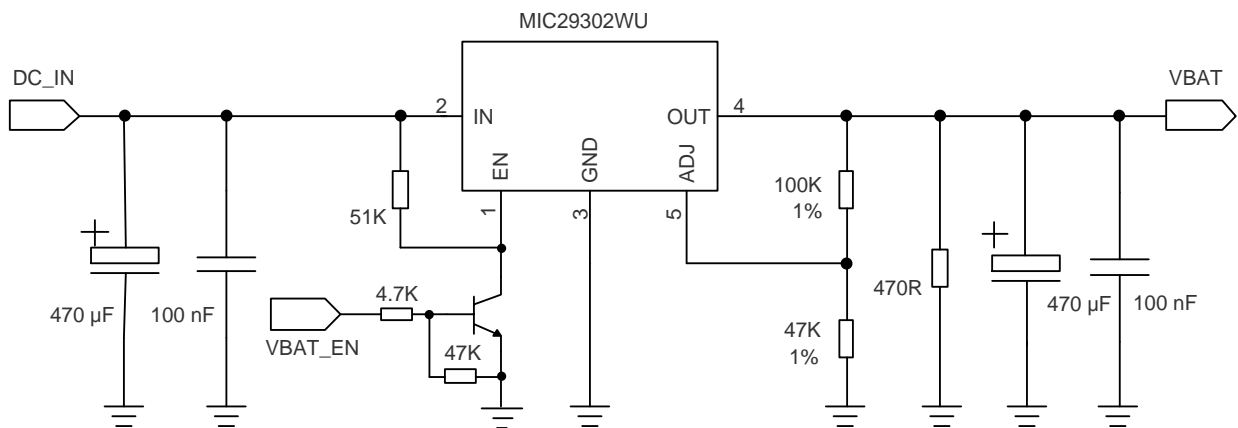 MIC29302WU
DC_IN
VBAT
2
IN
OUT
4
EN
GND
ADJ
1
3
5
51K
100K
1%
470 µF
100 nF
4.7K
VBAT_EN
47K
47K
1%
470R
470 µF
100 nF